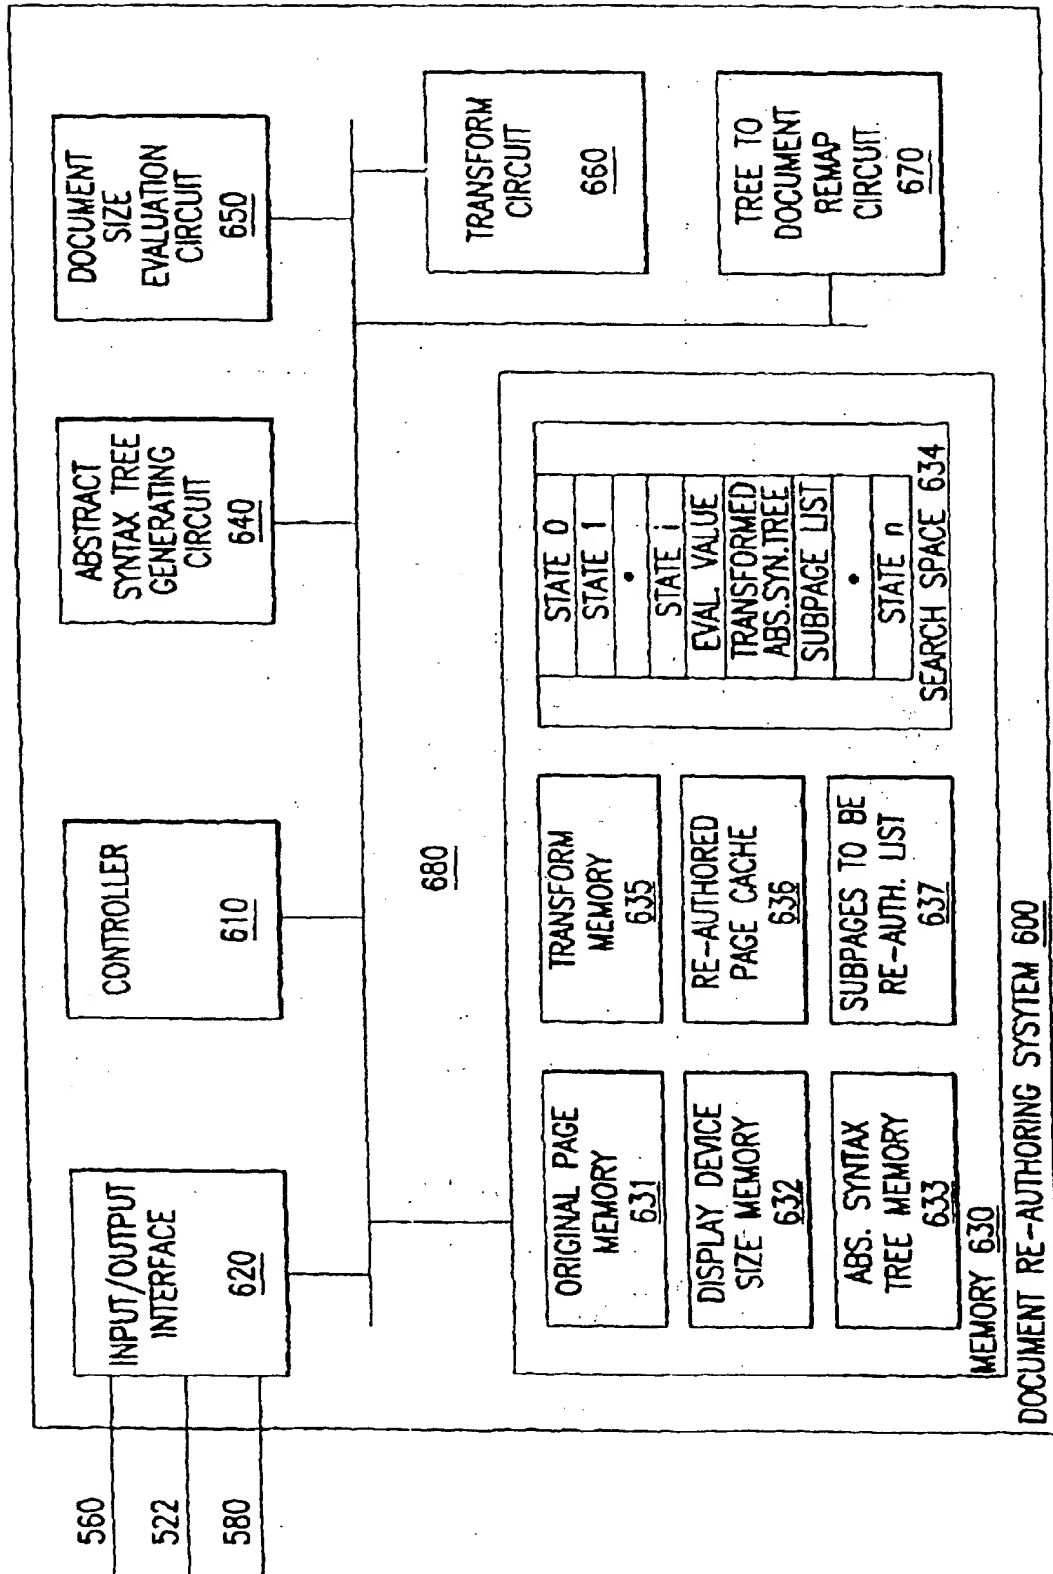 560
522
580
INPUT/OUTPUT
INTERFACE
620
CONTROLLER
610
ABSTRACT
SYNTAX TREE
GENERATING
CIRCUIT
640
DOCUMENT
SIZE
EVALUATION
CIRCUIT
650
680
TRANSFORM
CIRCUIT
660
TREE TO
DOCUMENT
REMAP
CIRCUIT.
670
ORIGINAL PAGE
MEMORY
631
DISPLAY DEVICE
SIZE MEMORY
632
ABS. SYNTAX
TREE MEMORY
633
TRANSFORM
MEMORY
635
RE-AUTHORED
PAGE CACHE
636
SUBPAGES TO BE
RE-AUTH. LIST
637
STATE 0
STATE 1
•
STATE i
EVAL. VALUE
TRANSFORMED
ABS.SYN.TREE
SUBPAGE LIST
•
STATE n
SEARCH SPACE 634
MEMORY 630
DOCUMENT RE-AUTHORING SYSYTEM 600